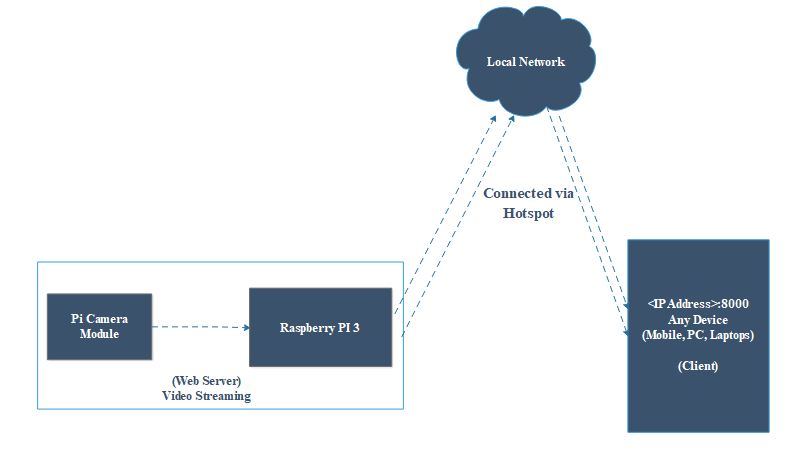 Local Network
Connected via
Hotspot
Pi Camera
Module
Raspberry PI 3
(Web Server)
Video Streaming
<IP Address>:8000
Any Device
(Mobile, PC, Laptops)
(Client)